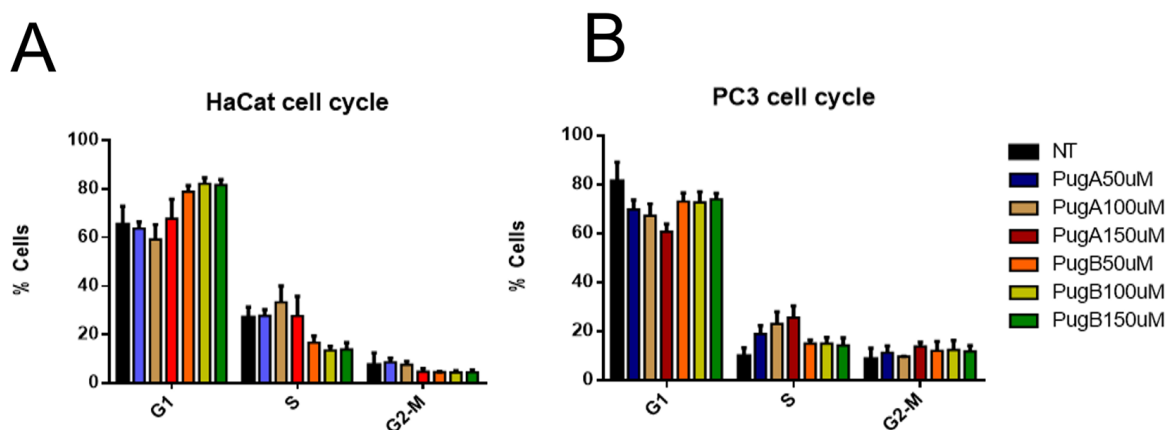 A
B
HaCat cell cycle
PC3 cell cycle
% Cells
100
80
60
40
20
0
G1
S
G2-M
% Cells
100
80
60
40
20
0
G1
S
G2-M
NT
PugA50uM
PugA100uM
PugA150uM
PugB50uM
PugB100uM
PugB150uM